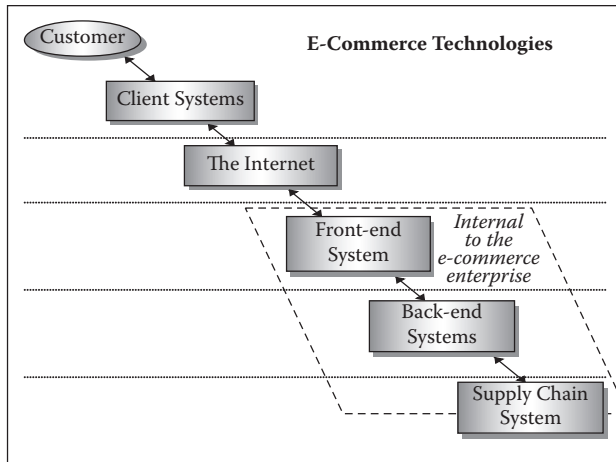 Customer
E-Commerce Technologies
Client Systems
The Internet
Front-end
System
Internal
to the
e-commerce
enterprise
Back-end
Systems
Supply Chain
System